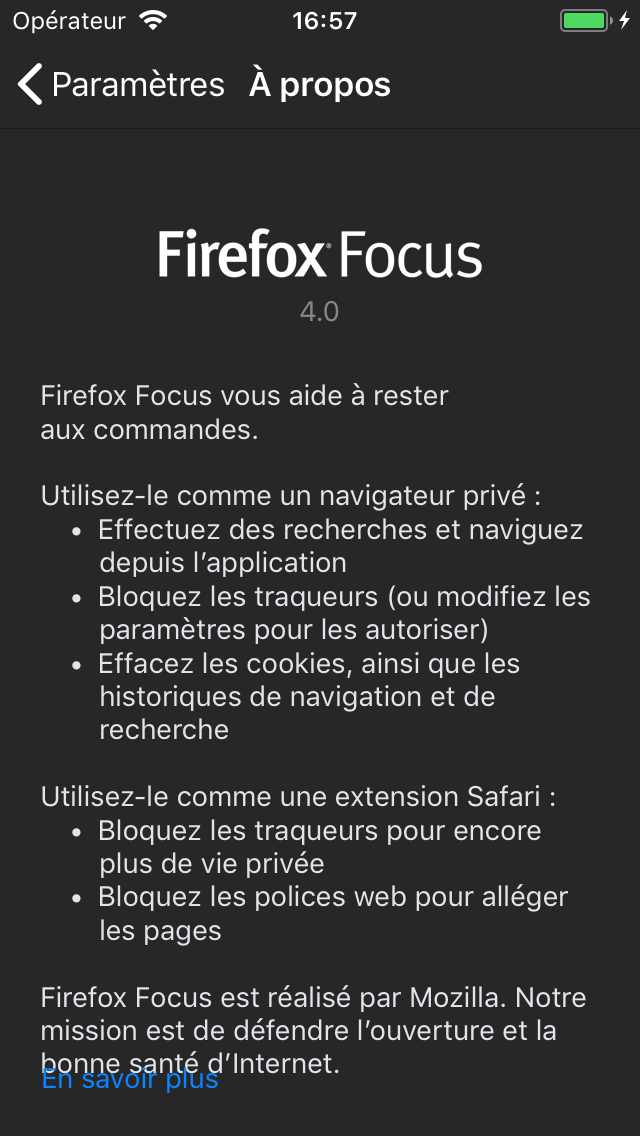 Opérateur 16:57
Paramètres À propos
Firefox Focus
4.0
Firefox Focus vous aide à rester
aux commandes.
Utilisez-le comme un navigateur privé :
• Effectuez des recherches et naviguez
depuis l’application
• Bloquez les traqueurs (ou modifiez les
paramètres pour les autoriser)
• Effacez les cookies, ainsi que les
historiques de navigation et de
recherche
Utilisez-le comme une extension Safari :
• Bloquez les traqueurs pour encore
plus de vie privée
• Bloquez les polices web pour alléger
les pages
Firefox Focus est réalisé par Mozilla. Notre
mission est de défendre l’ouverture et la
bonne santé d’Internet.
En savoir plus